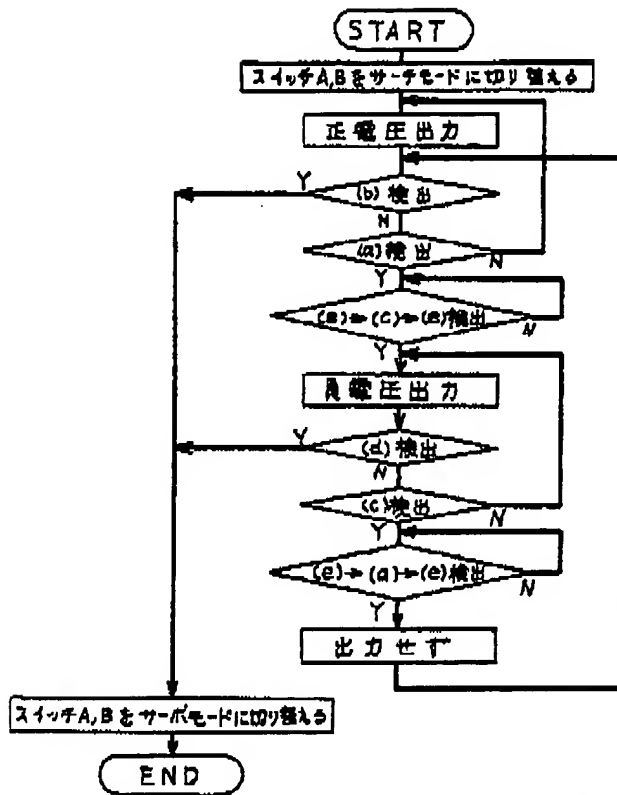 START
スイッチA,Bをサーチモードに切り替える
正電圧出力
Y
(b)検出
N
(a)検出
N
Y
(e)→(c)→(e)検出
N
Y
負電圧出力
Y
(d)検出
N
(c)検出
Y
N
(e)→(a)→(e)検出
N
Y
出力せず
スイッチA,Bをサーボモードに切り替える
END